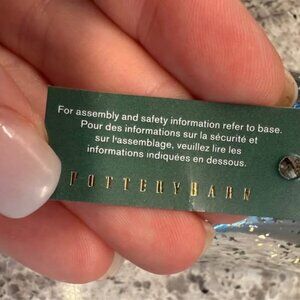 For assembly and safety information refer to base.
Pour des informations sur la sécurité et
sur l'assemblage, veuillez lire les
informations indiquées en dessous.
POTTERY BARN